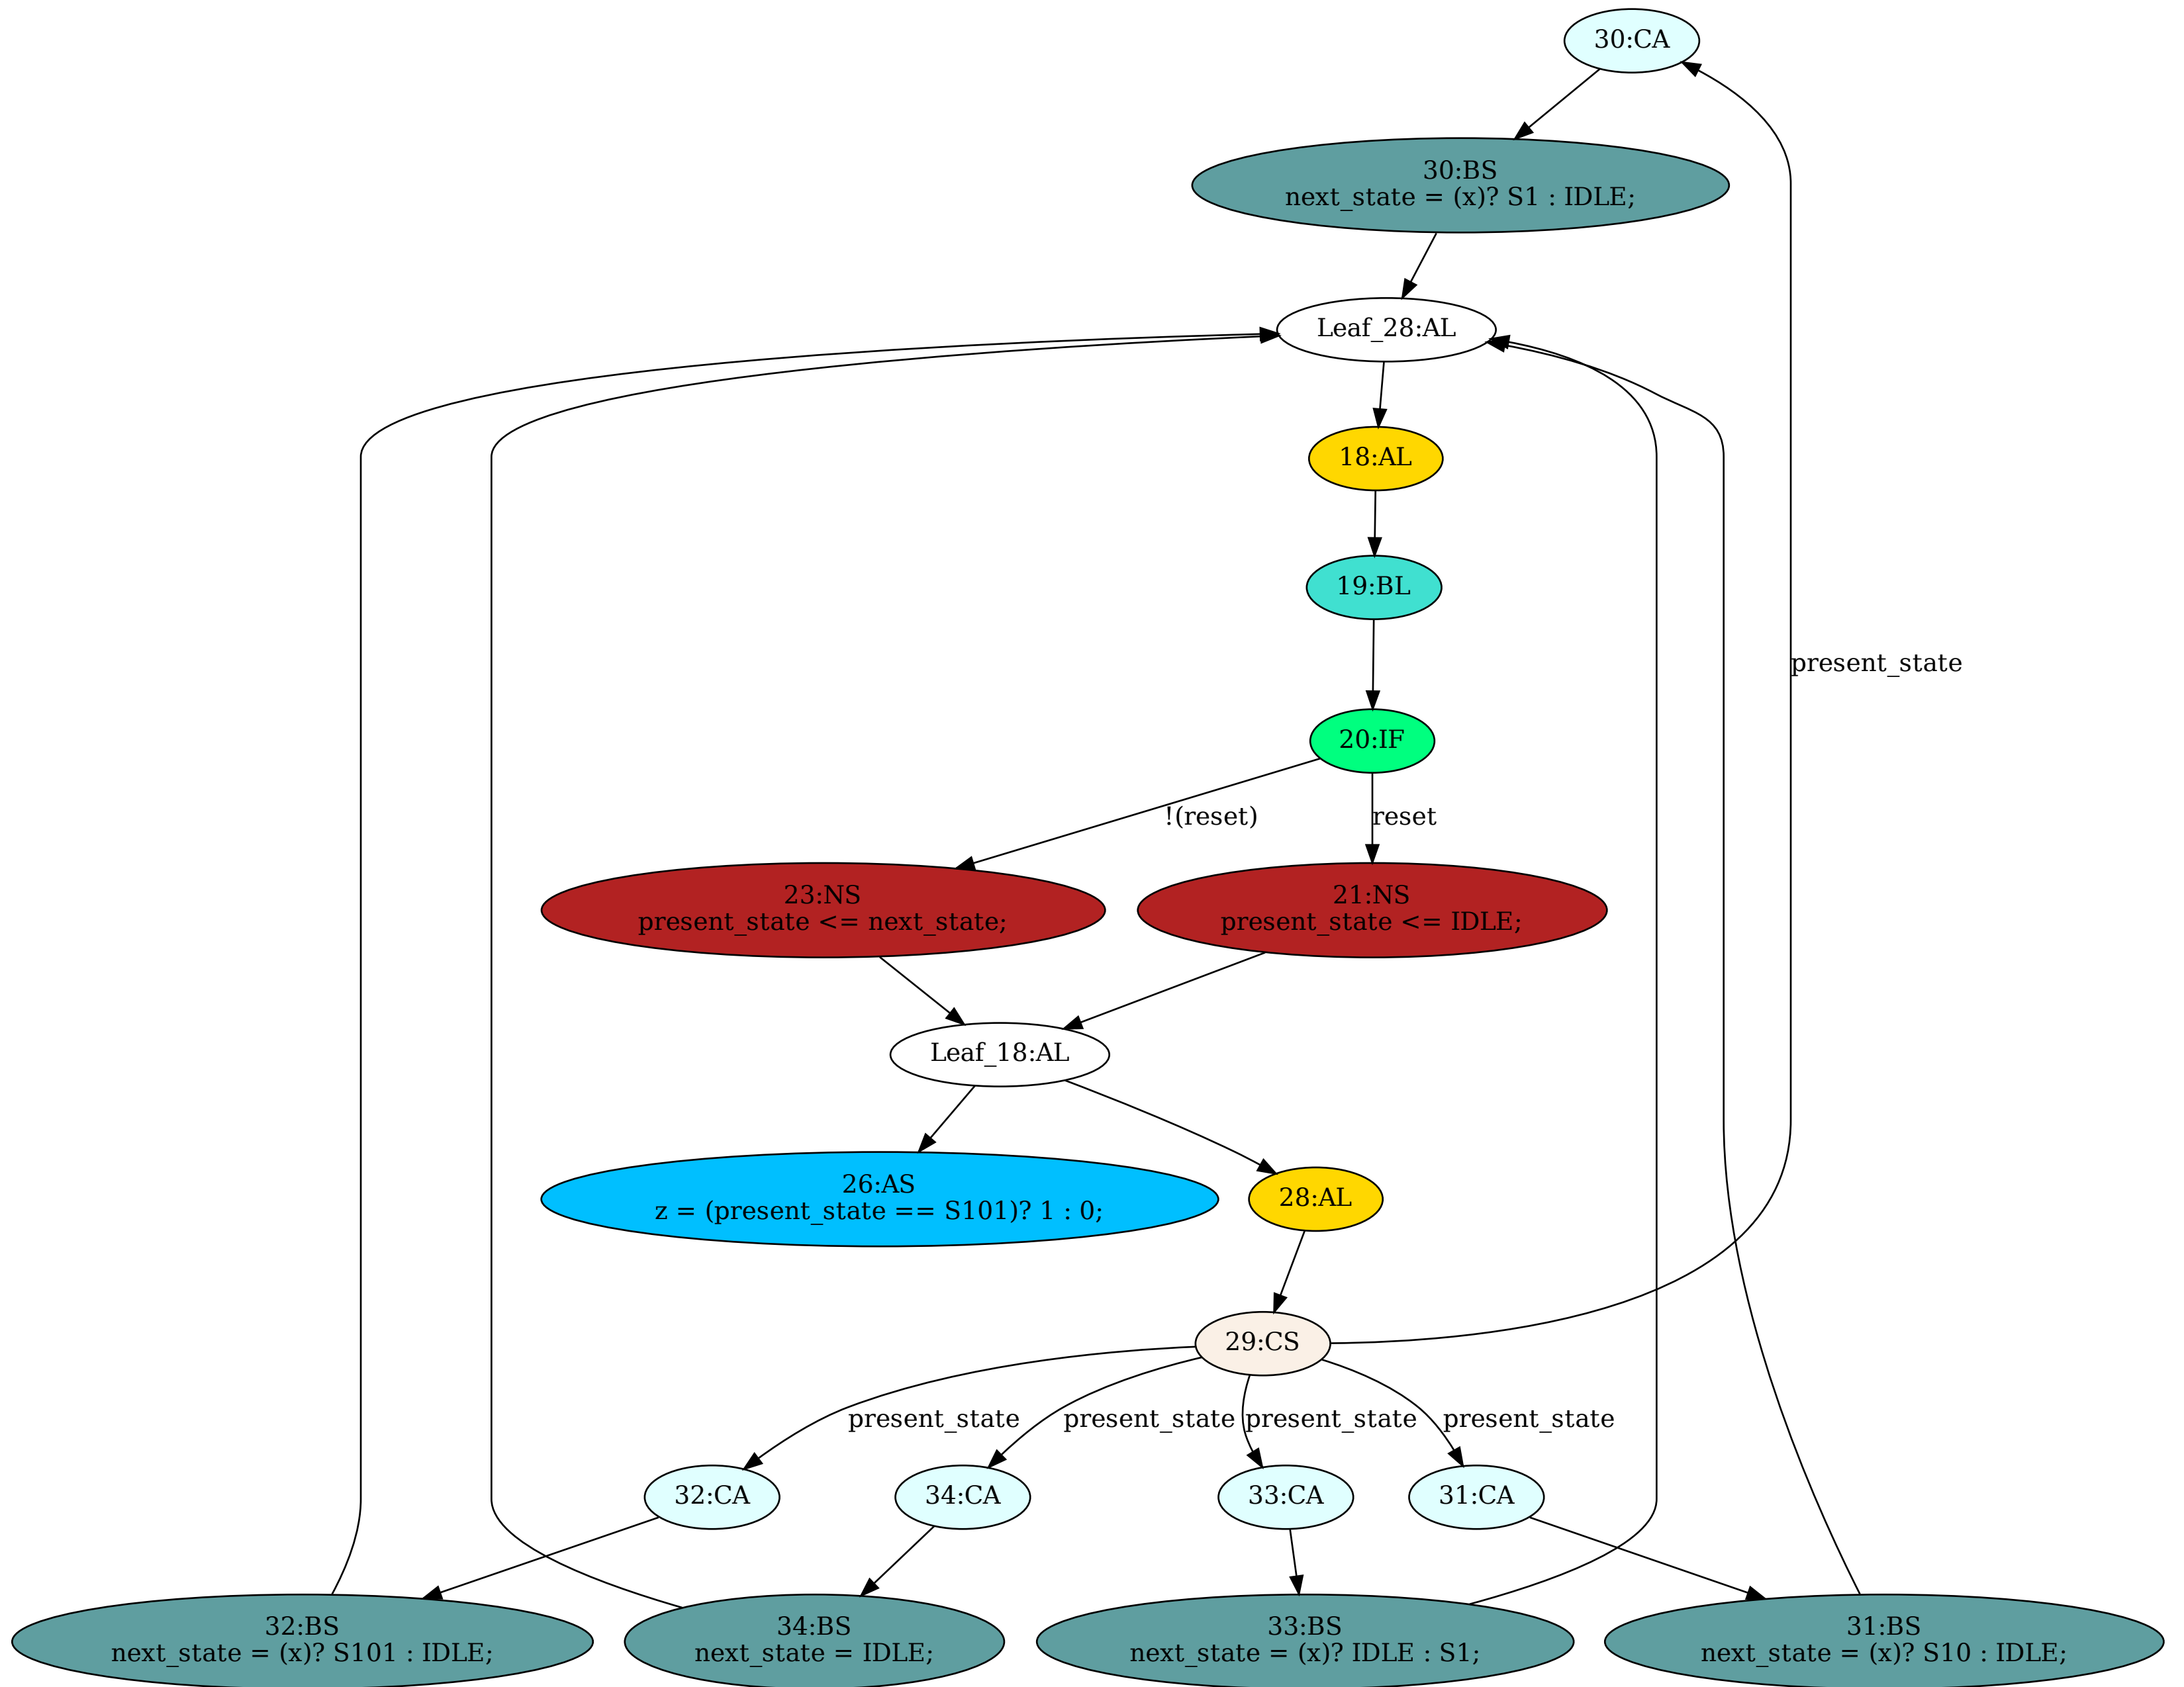 30:CA
30:BS
next_state = (x)? S1 : IDLE;
Leaf_28:AL
18:AL
19:BL
present_state
20:IF
!(reset)
reset
23:NS
present_state <= next_state;
21:NS
present_state <= IDLE;
Leaf_18:AL
26:AS
z = (present_state == S101)? 1 : 0;
28:AL
29:CS
present_state
present_state
present_state
present_state
32:CA
34:CA
33:CA
31:CA
32:BS
next_state = (x)? S101 : IDLE;
34:BS
next_state = IDLE;
33:BS
next_state = (x)? IDLE : S1;
31:BS
next_state = (x)? S10 : IDLE;